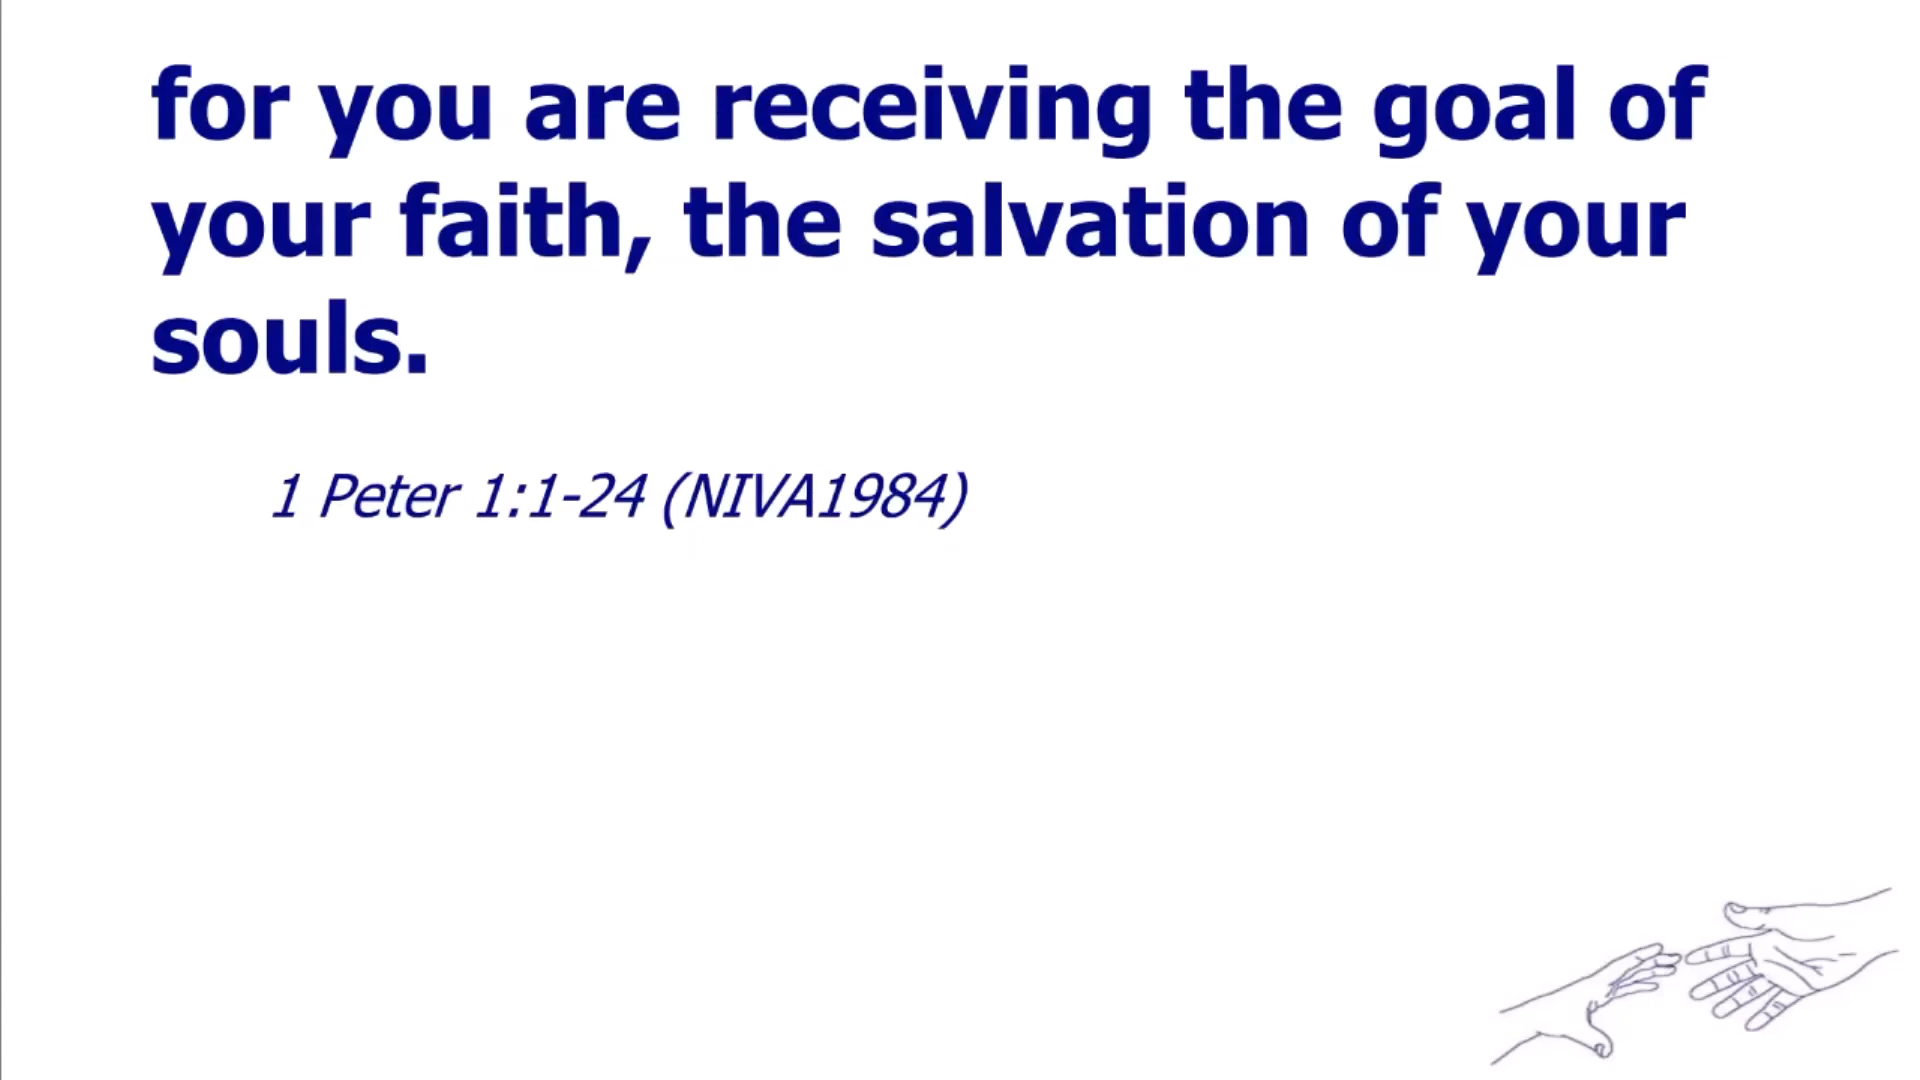 for you are receiving the goal of
your faith, the salvation of your
souls.
1 Peter 1:1-24 (NIVA1984)